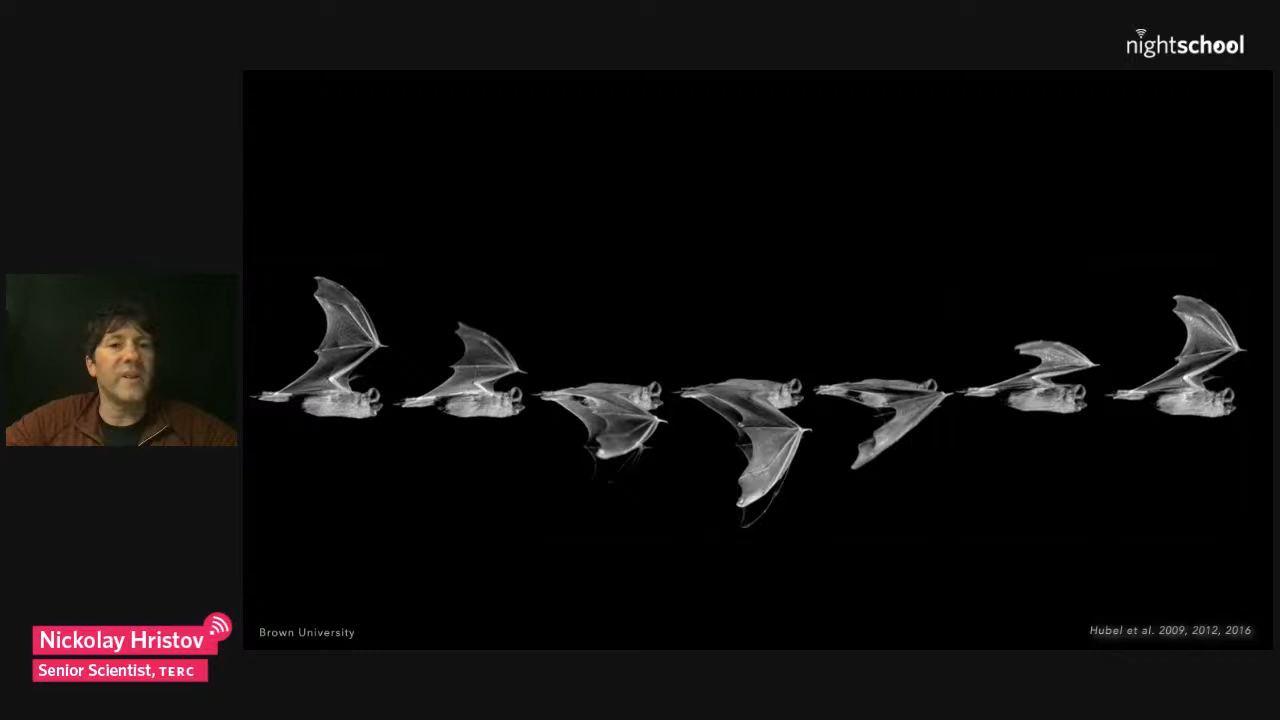 nightschool
Brown University
Hubel et al. 2009, 2012, 2016
Nickolay Hristov
Senior Scientist, TERC